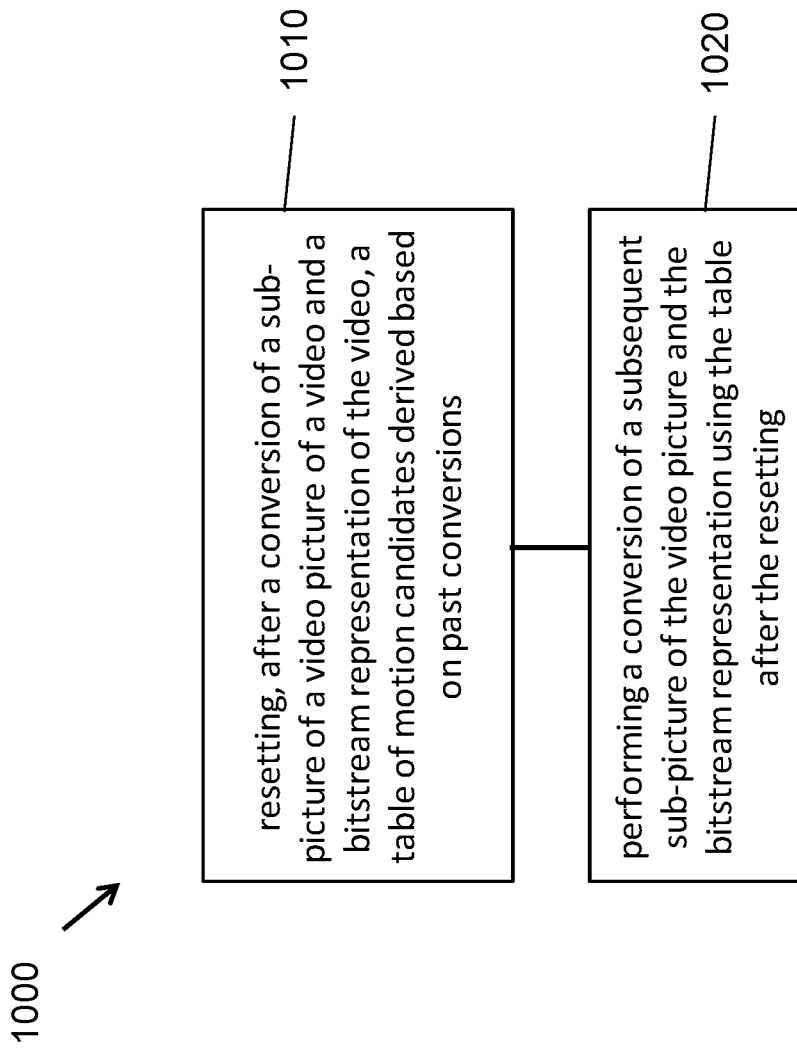 1000
resetting, after a conversion of a sub-
picture of a video picture of a video and a
bitstream representation of the video, a
table of motion candidates derived based
on past conversions
1010
performing a conversion of a subsequent
sub-picture of the video picture and the
bitstream representation using the table
after the resetting
1020